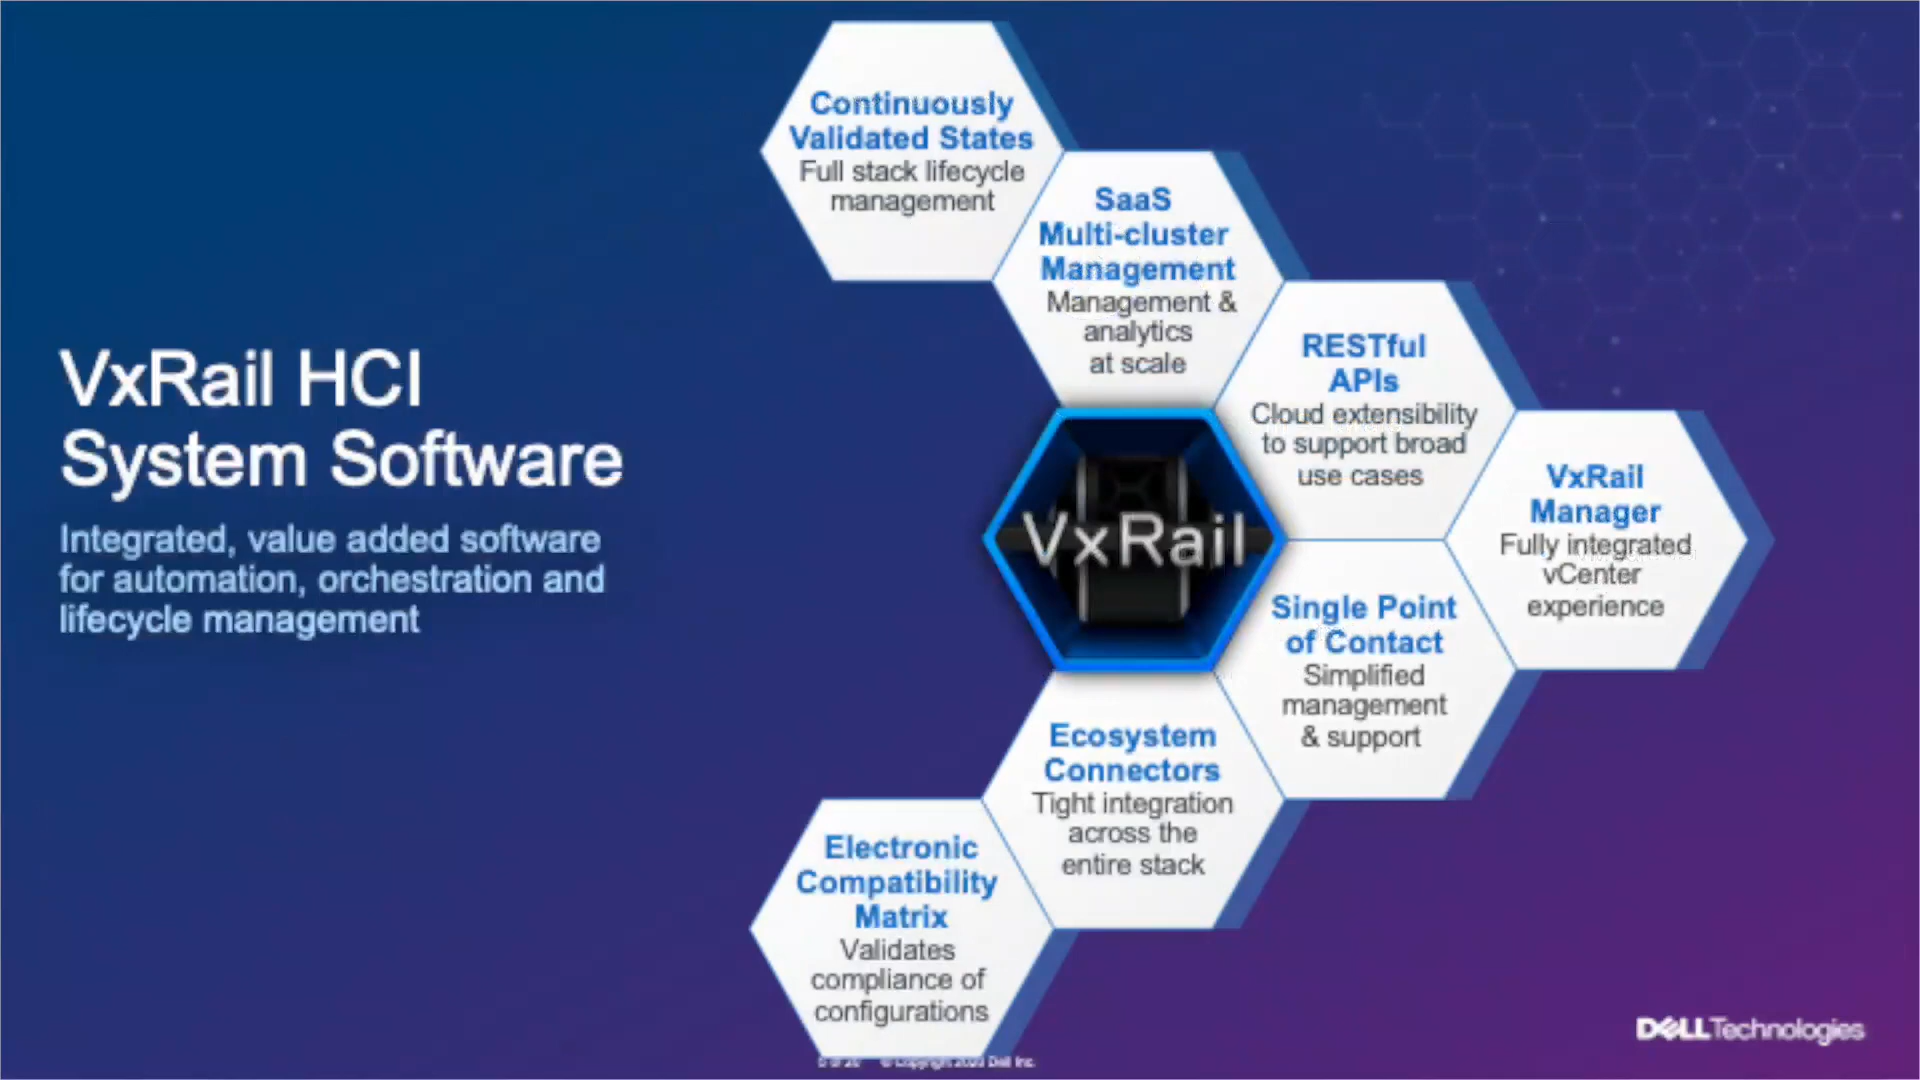 VxRail HCI
System Software
Integrated, value added software
for automation, orchestration and
lifecycle management
Continuously
Validated States
Full stack lifecycle
management
SaaS
Multi-cluster
Management
Management &
analytics
at scale
RESTful
APIs
Cloud extensibility
to support broad
use cases
VxRail
Manager
Fully integrated
vCenter
experience
VxRail
Single Point
of Contact
Simplified
management
& support
Ecosystem
Connectors
Tight integration
across the
entire stack
Electronic
Compatibility
Matrix
Validates
compliance of
configurations
DELL Technologies
© Copyright Dell Inc.